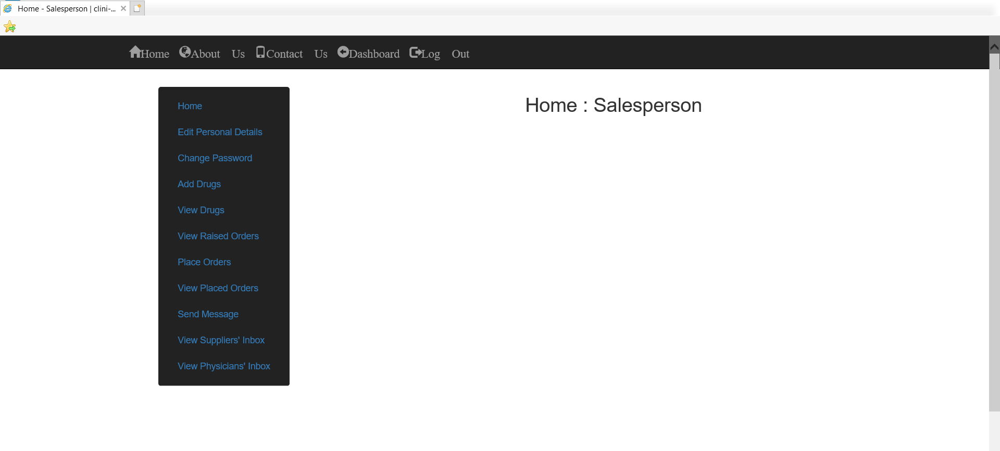 Home - Salesperson | clini-...
Home About Us Contact Us Dashboard Log Out
Home : Salesperson
Home
Edit Personal Details
Change Password
Add Drugs
View Drugs
View Raised Orders
Place Orders
View Placed Orders
Send Message
View Suppliers' Inbox
View Physicians' Inbox